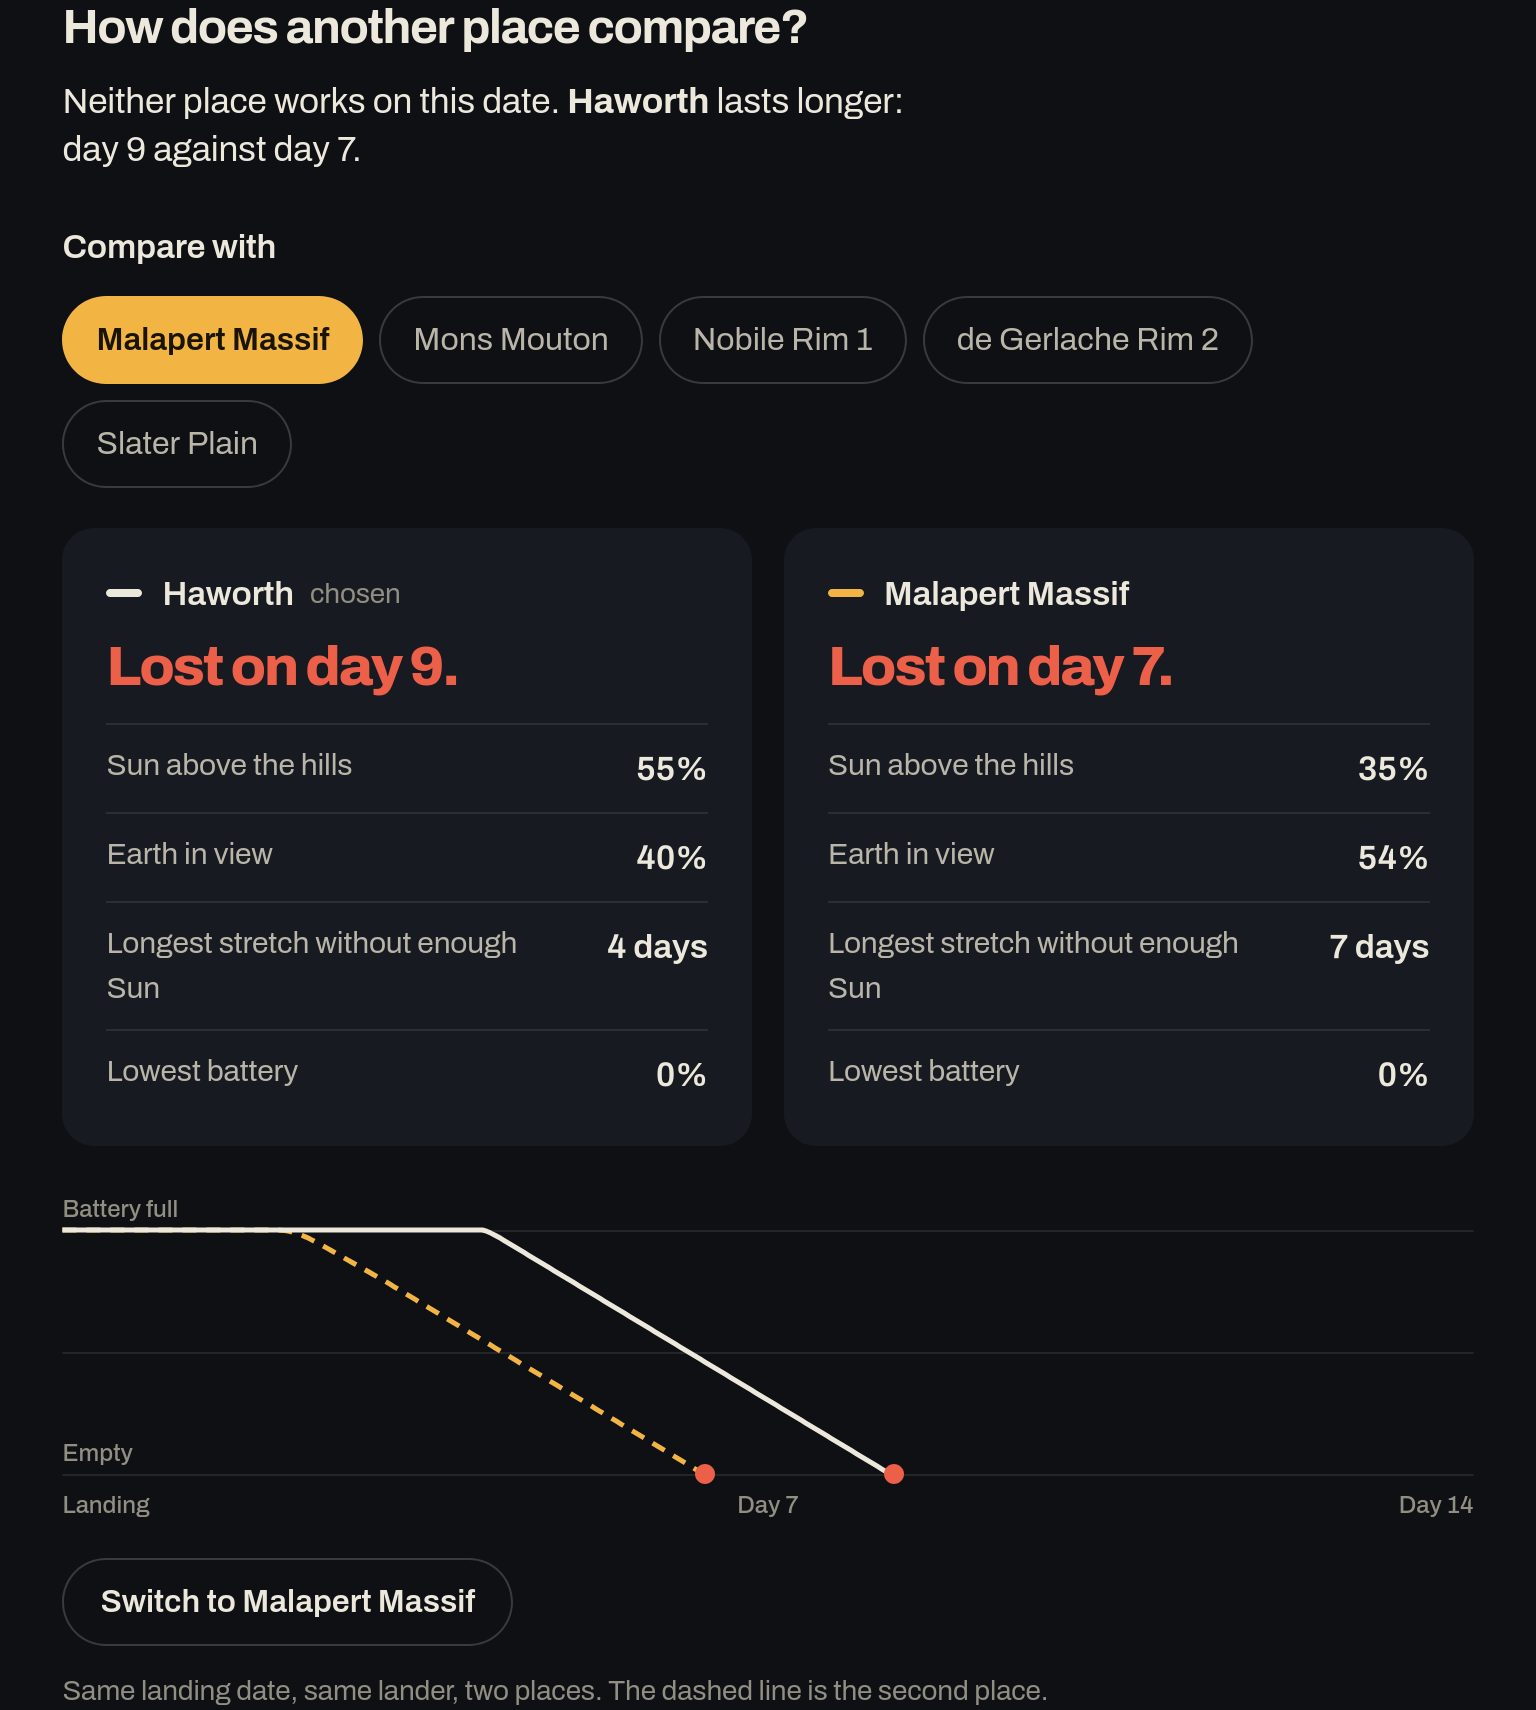 How does another place compare?
Neither place works on this date. Haworth lasts longer:
day 9 against day 7.
Compare with
Malapert Massif
Mons Mouton
Nobile Rim 1
de Gerlache Rim 2
Slater Plain
Haworth chosen
Lost on day 9.
Sun above the hills 55%
Earth in view 40%
Longest stretch without enough 4 days
Sun
Lowest battery 0%
Malapert Massif
Lost on day 7.
Sun above the hills 35%
Earth in view 54%
Longest stretch without enough 7 days
Sun
Lowest battery 0%
Battery full
Empty
Landing
Day 7
Day 14
Switch to Malapert Massif
Same landing date, same lander, two places. The dashed line is the second place.